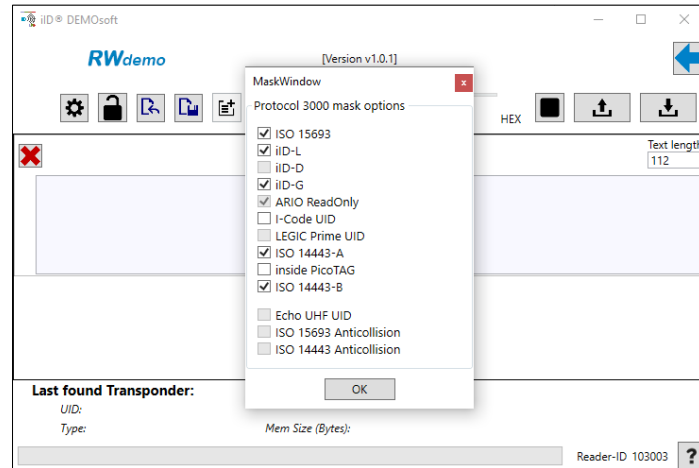 iID® DEMOsoft
RWdemo
[Version v1.0.1]
MaskWindow
Protocol 3000 mask options
HEX
ISO 15693
iID-L
iID-D
iID-G
ARIO ReadOnly
I-Code UID
LEGIC Prime UID
ISO 14443-A
inside PicoTAG
ISO 14443-B
Echo UHF UID
ISO 15693 Anticollision
ISO 14443 Anticollision
OK
Text length
112
Last found Transponder:
UID:
Type:
Mem Size (Bytes):
Reader-ID 103003
?